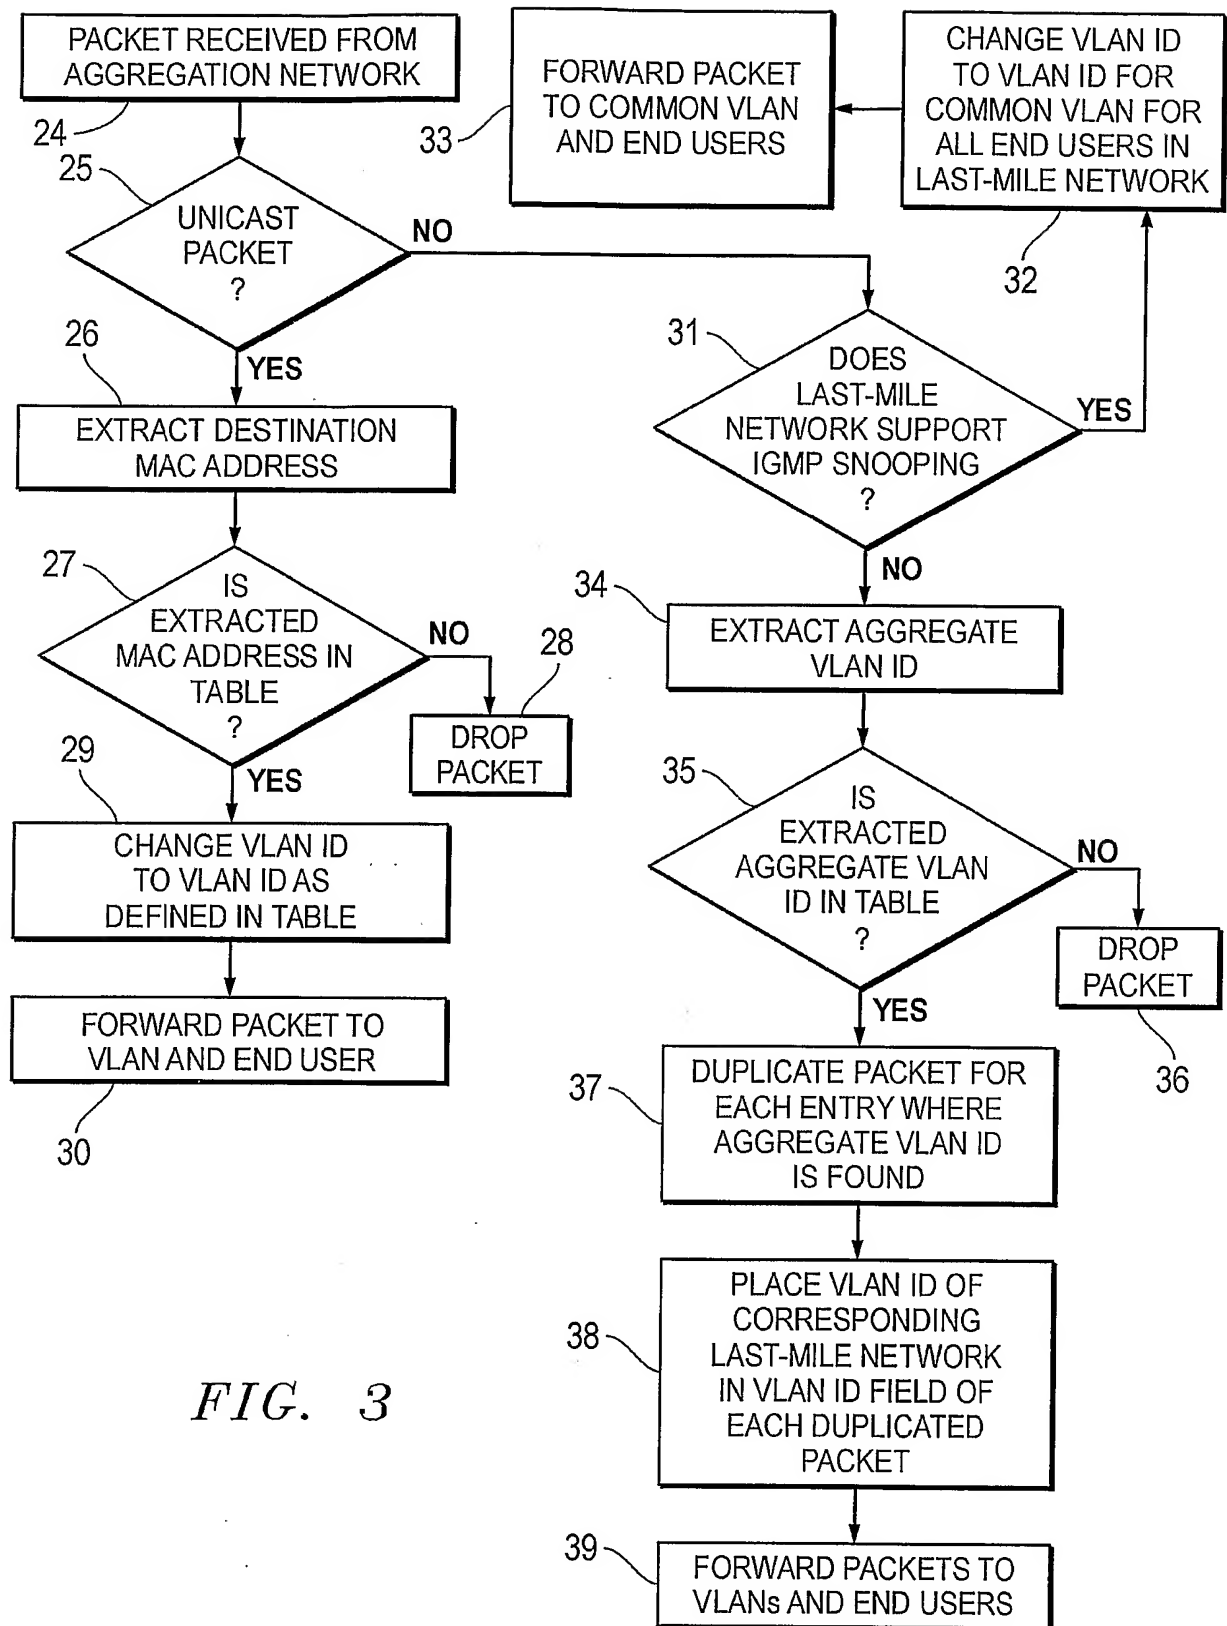 PACKET RECEIVED FROM
AGGREGATION NETWORK
24
25
UNICAST
PACKET
?
NO
YES
26
EXTRACT DESTINATION
MAC ADDRESS
27
IS
EXTRACTED
MAC ADDRESS IN
TABLE
?
NO
28
DROP
PACKET
YES
29
CHANGE VLAN ID
TO VLAN ID AS
DEFINED IN TABLE
FORWARD PACKET TO
VLAN AND END USER
30
FORWARD PACKET
TO COMMON VLAN
AND END USERS
33
CHANGE VLAN ID
TO VLAN ID FOR
COMMON VLAN FOR
ALL END USERS IN
LAST-MILE NETWORK
32
31
DOES
LAST-MILE
NETWORK SUPPORT
IGMP SNOOPING
?
YES
NO
34
EXTRACT AGGREGATE
VLAN ID
35
IS
EXTRACTED
AGGREGATE VLAN
ID IN TABLE
?
NO
DROP
PACKET
36
YES
37
DUPLICATE PACKET FOR
EACH ENTRY WHERE
AGGREGATE VLAN ID
IS FOUND
38
PLACE VLAN ID OF
CORRESPONDING
LAST-MILE NETWORK
IN VLAN ID FIELD OF
EACH DUPLICATED
PACKET
39
FORWARD PACKETS TO
VLANs AND END USERS
FIG. 3